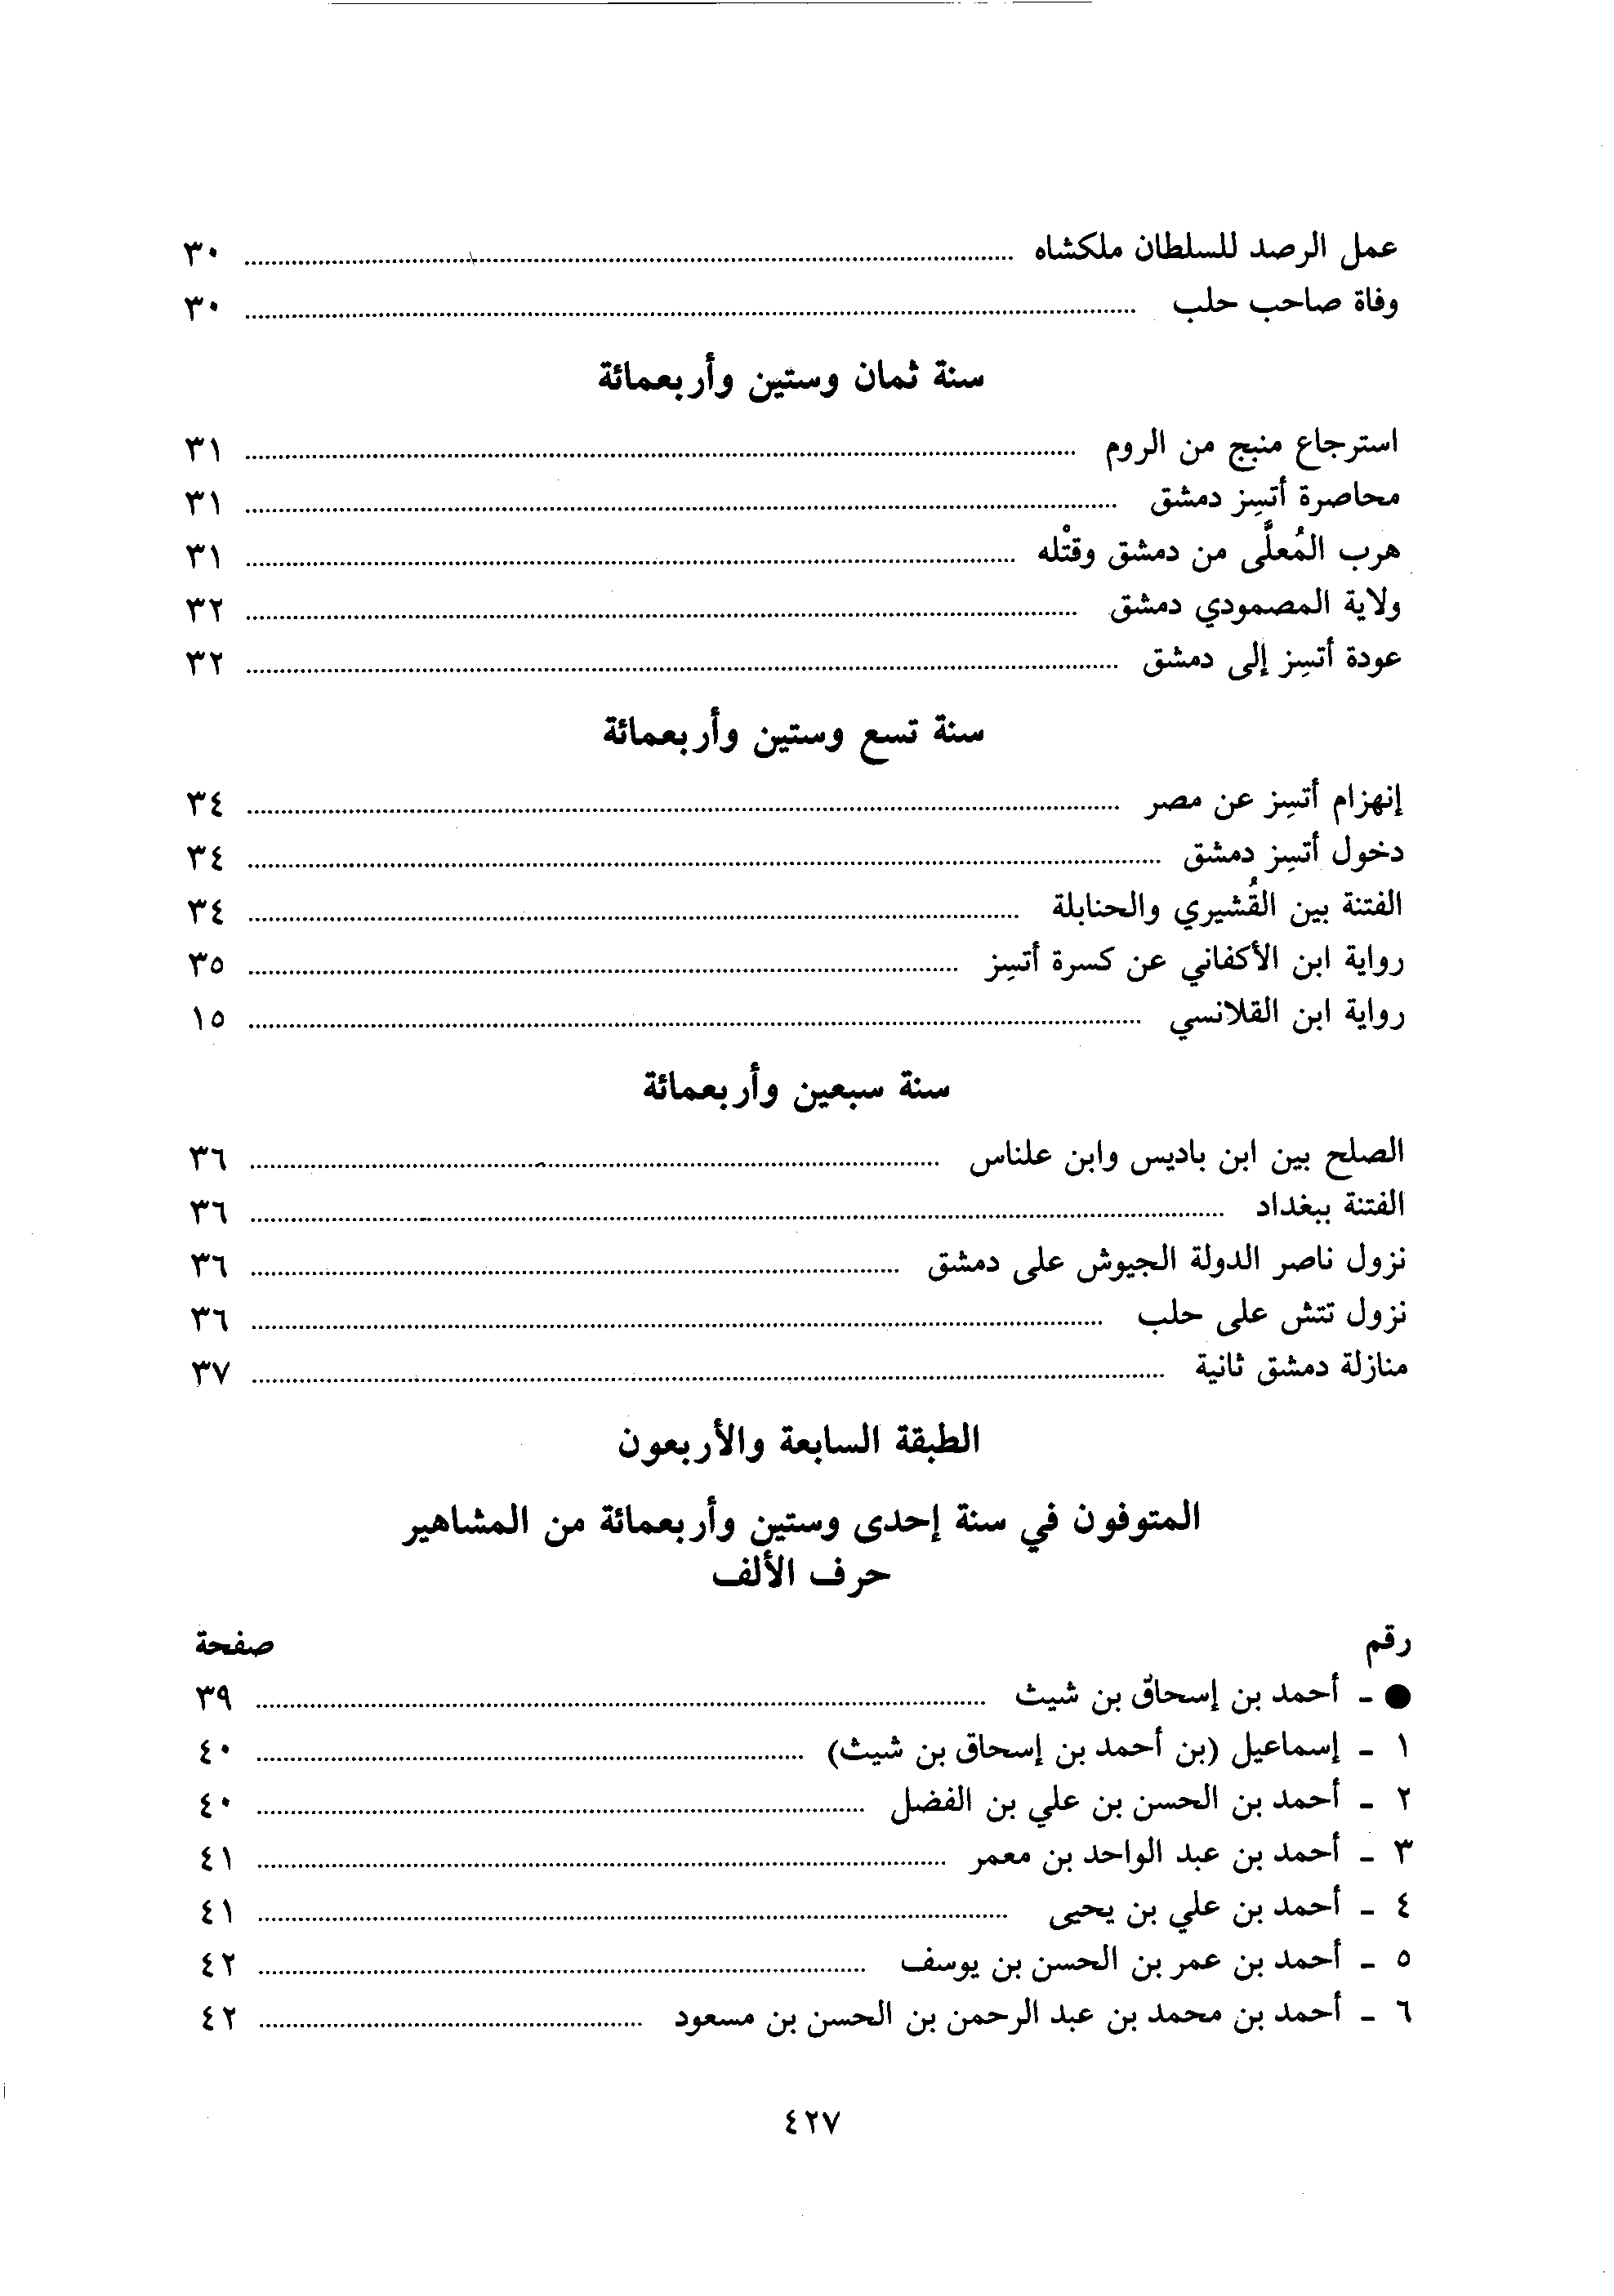 عمل الرصد للسلطان ملكشاه ........ ٣٠
وفاة صاحب حلب ........ ٣٠
سنة ثمان وستين وأربعمائة
استرجاع منبج من الروم ........ ٣١
محاصرة أتسِز دمشق ........ ٣١
هرب المُعلَّى من دمشق وقتْله ........ ٣١
ولاية المصمودي دمشق ........ ٣٢
عودة أتسِز إلى دمشق ........ ٣٢
سنة تسع وستين وأربعمائة
إنهزام أتسِز عن مصر ........ ٣٤
دخول أتسِز دمشق ........ ٣٤
الفتنة بين القُشيري والحنابلة ........ ٣٤
رواية ابن الأكفاني عن كسرة أتسِز ........ ٣٥
رواية ابن القلانسي ........ ١٥
سنة سبعين وأربعمائة
الصلح بين ابن باديس وابن علناس ........ ٣٦
الفتنة ببغداد ........ ٣٦
نزول ناصر الدولة الجيوش على دمشق ........ ٣٦
نزول تتش على حلب ........ ٣٦
منازلة دمشق ثانية ........ ٣٧
الطبقة السابعة والأربعون
المتوفون في سنة إحدى وستين وأربعمائة من المشاهير
حرف الألف
رقم صفحة
● - أحمد بن إسحاق بن شيث ........ ٣٩
١ - إسماعيل (بن أحمد بن إسحاق بن شيث) ........ ٤٠
٢ - أحمد بن الحسن بن علي بن الفضل ........ ٤٠
٣ - أحمد بن عبد الواحد بن معمر ........ ٤١
٤ - أحمد بن علي بن يحيى ........ ٤١
٥ - أحمد بن عمر بن الحسن بن يوسف ........ ٤٢
٦ - أحمد بن محمد بن عبد الرحمن بن الحسن بن مسعود ........ ٤٢
٤٢٧